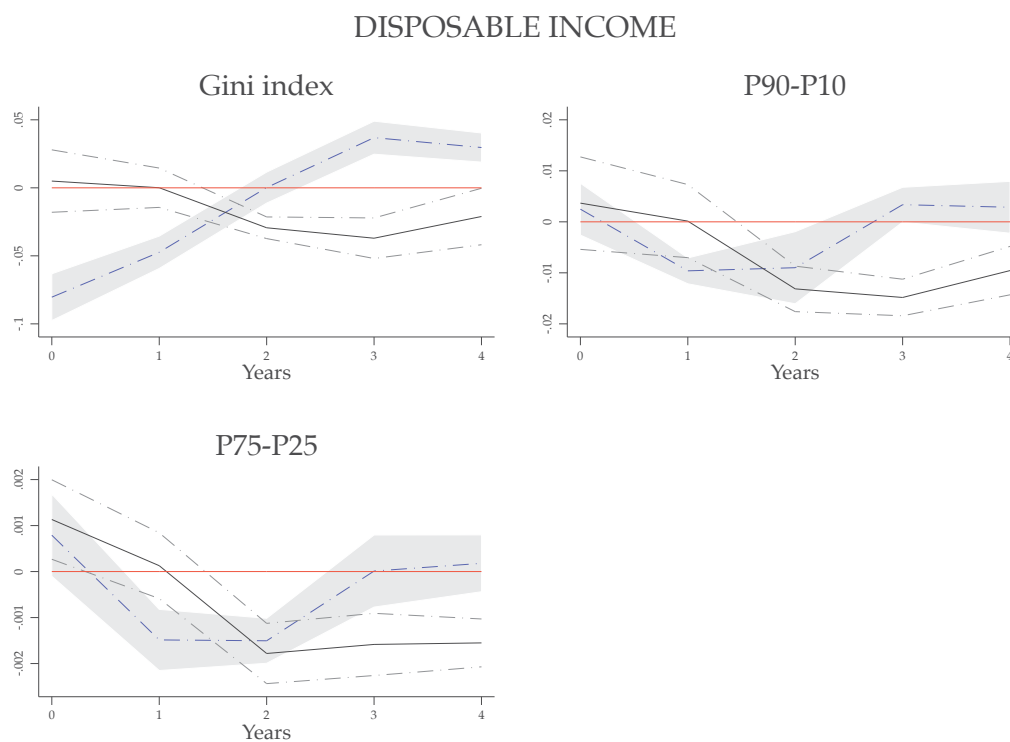 DISPOSABLE INCOME
Gini index
.05
0
-.05
-.1
0 1 2 3 4
Years
P90-P10
.02
.01
0
-.01
-.02
0 1 2 3 4
Years
P75-P25
.002
.001
0
-.001
-.002
0 1 2 3 4
Years